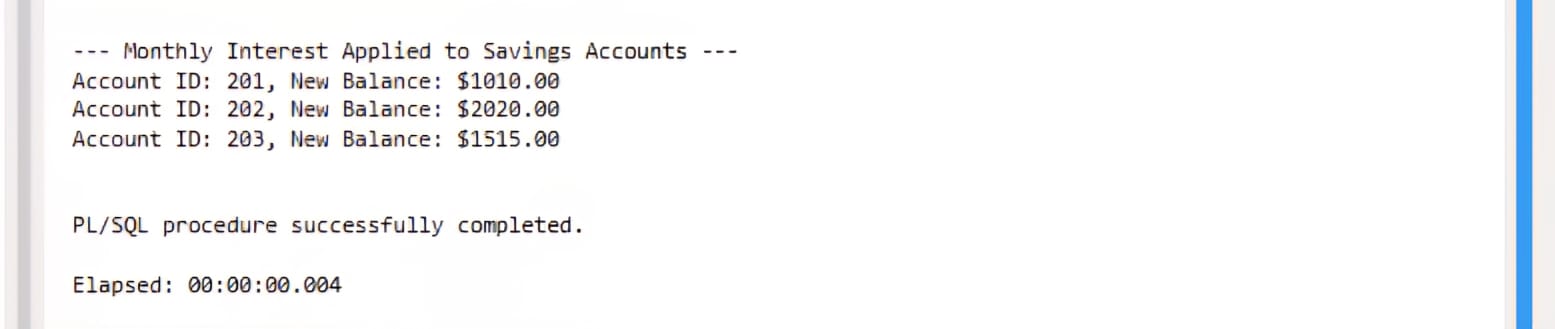 --- Monthly Interest Applied to Savings Accounts ---
Account ID: 201, New Balance: $1010.00
Account ID: 202, New Balance: $2020.00
Account ID: 203, New Balance: $1515.00
PL/SQL procedure successfully completed.
Elapsed: 00:00:00.004